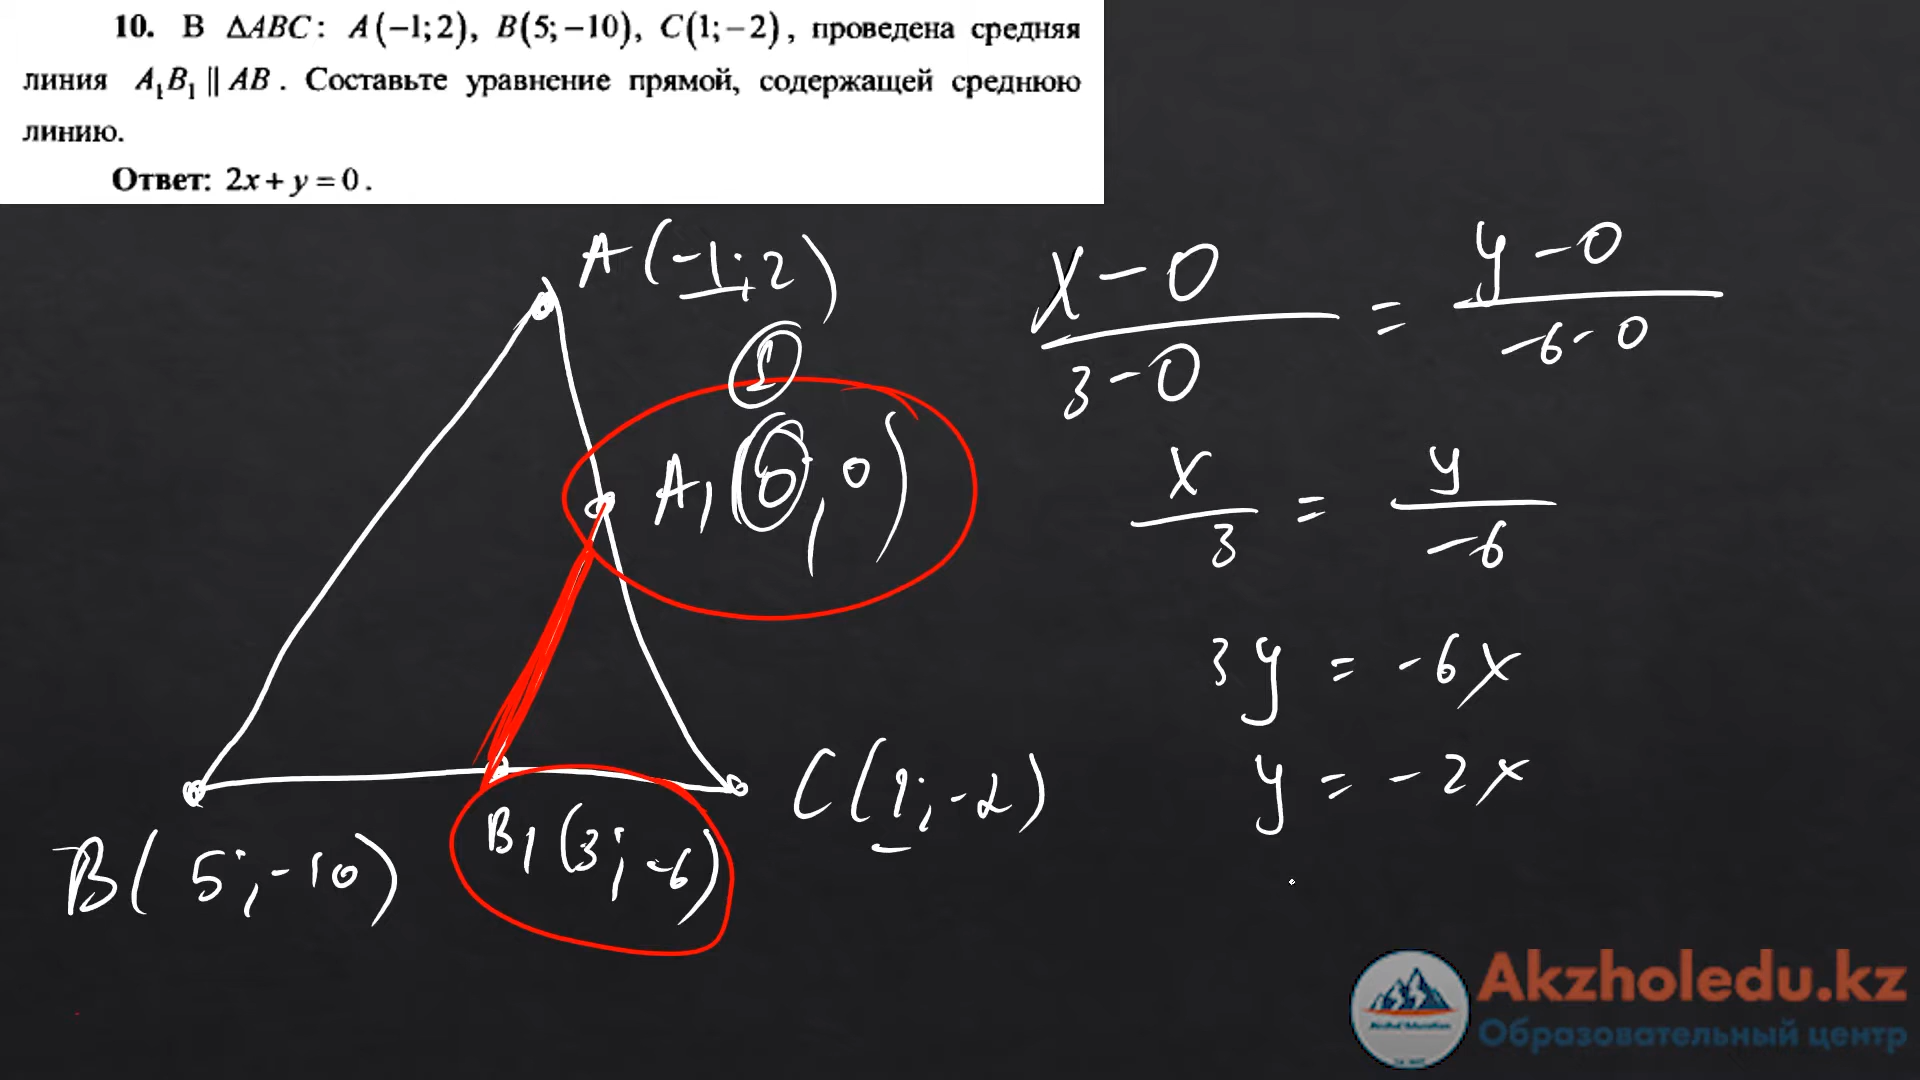 10. В ΔABC: A(−1;2), B(5;−10), C(1;−2), проведена средняя
линия A₁B₁ || AB. Составьте уравнение прямой, содержащей среднюю
линию.
Ответ: 2x + y = 0.
A(-1;2)
1
A₁(0, 0)
B(5;-10)
B₁(3;-6)
C(1;-2)
x-0 / 3-0 = y-0 / -6-0
x / 3 = y / -6
3y = -6x
y = -2x
Akzholedu.kz
Образовательный центр